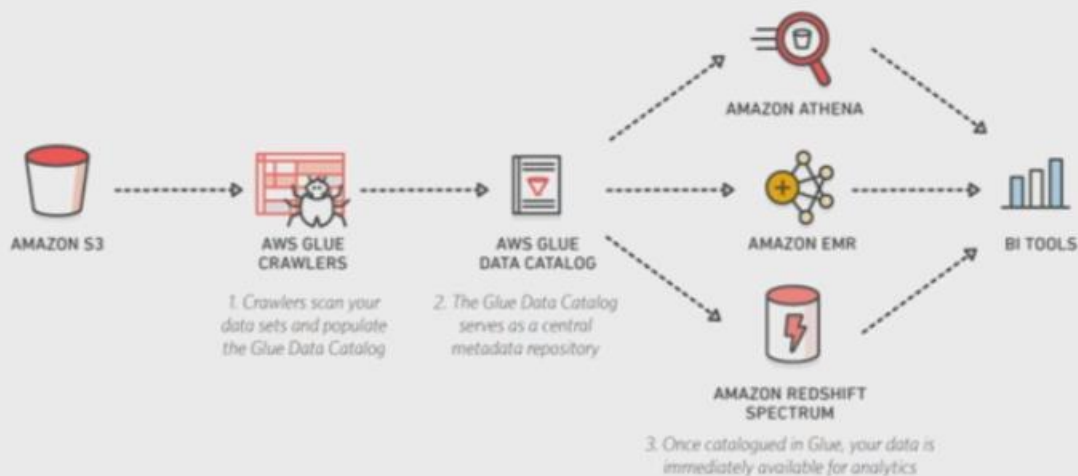 AMAZON S3
AWS GLUE
CRAWLERS
1. Crawlers scan your
data sets and populate
the Glue Data Catalog
AWS GLUE
DATA CATALOG
2. The Glue Data Catalog
serves as a central
metadata repository
AMAZON ATHENA
AMAZON EMR
AMAZON REDSHIFT
SPECTRUM
3. Once catalogued in Glue, your data is
immediately available for analytics
BI TOOLS